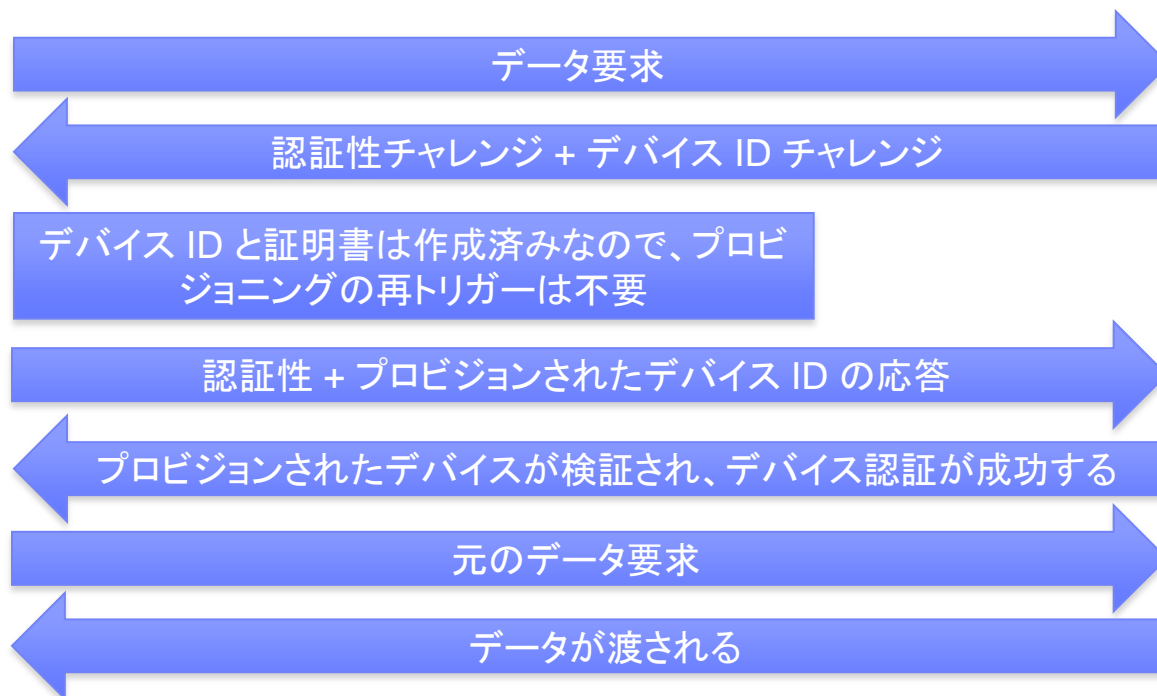 データ要求
認証性チャレンジ + デバイス ID チャレンジ
デバイス ID と証明書は作成済みなので、プロビ
ジョニングの再トリガーは不要
認証性 + プロビジョンされたデバイス ID の応答
プロビジョンされたデバイスが検証され、デバイス認証が成功する
元のデータ要求
データが渡される